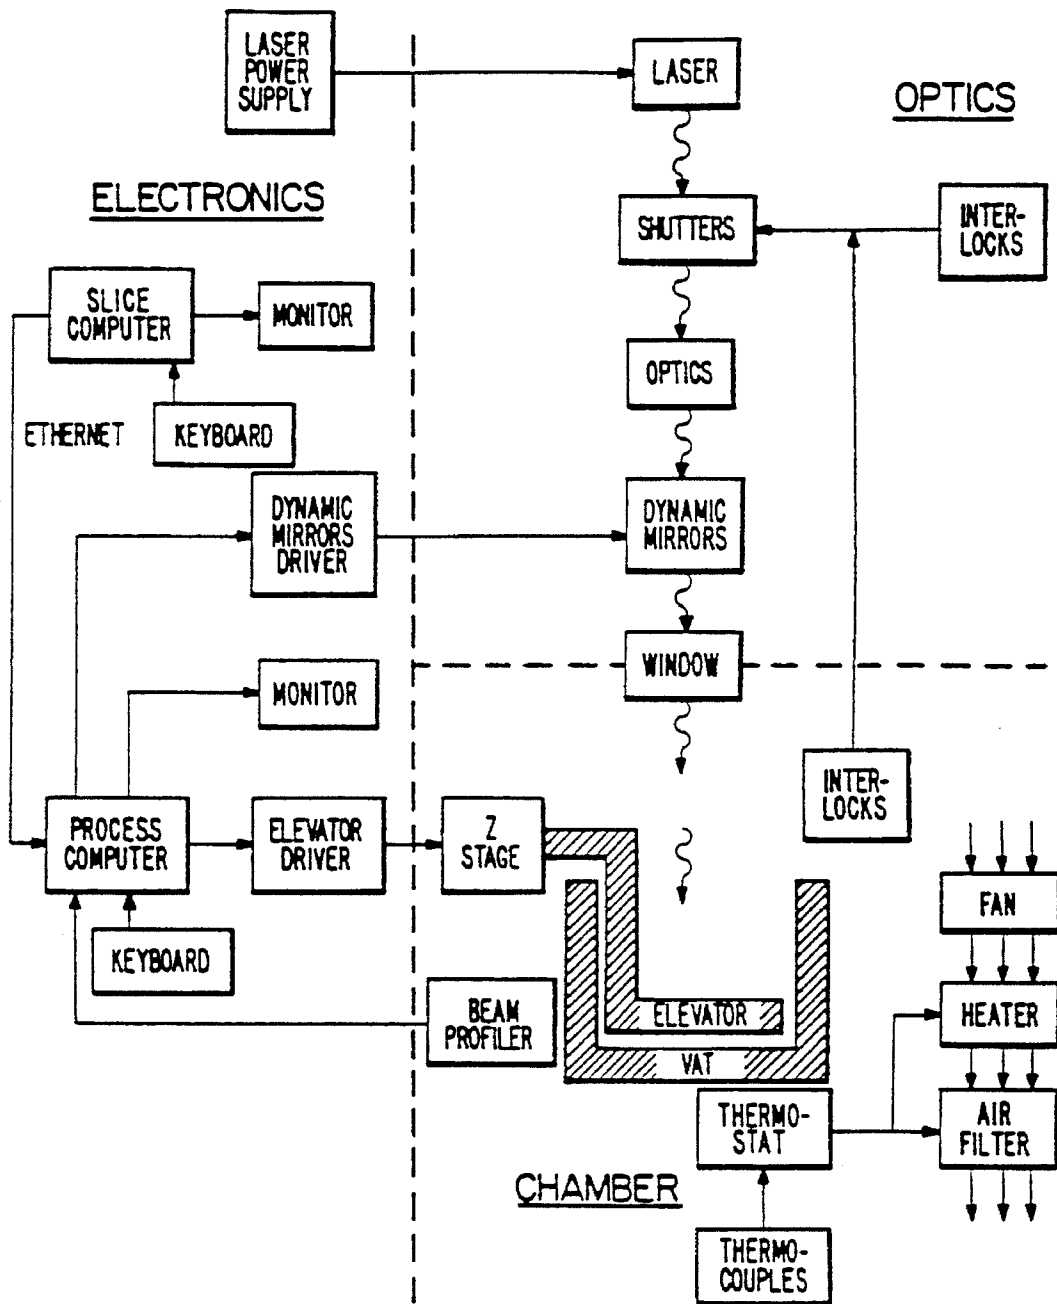 LASER
POWER
SUPPLY
LASER
OPTICS
ELECTRONICS
SHUTTERS
INTER-
LOCKS
SLICE
COMPUTER
MONITOR
OPTICS
ETHERNET
KEYBOARD
DYNAMIC
MIRRORS
DRIVER
DYNAMIC
MIRRORS
WINDOW
MONITOR
INTER-
LOCKS
PROCESS
COMPUTER
ELEVATOR
DRIVER
Z
STAGE
FAN
KEYBOARD
BEAM
PROFILER
ELEVATOR
HEATER
VAT
THERMO-
STAT
AIR
FILTER
CHAMBER
THERMO-
COUPLES